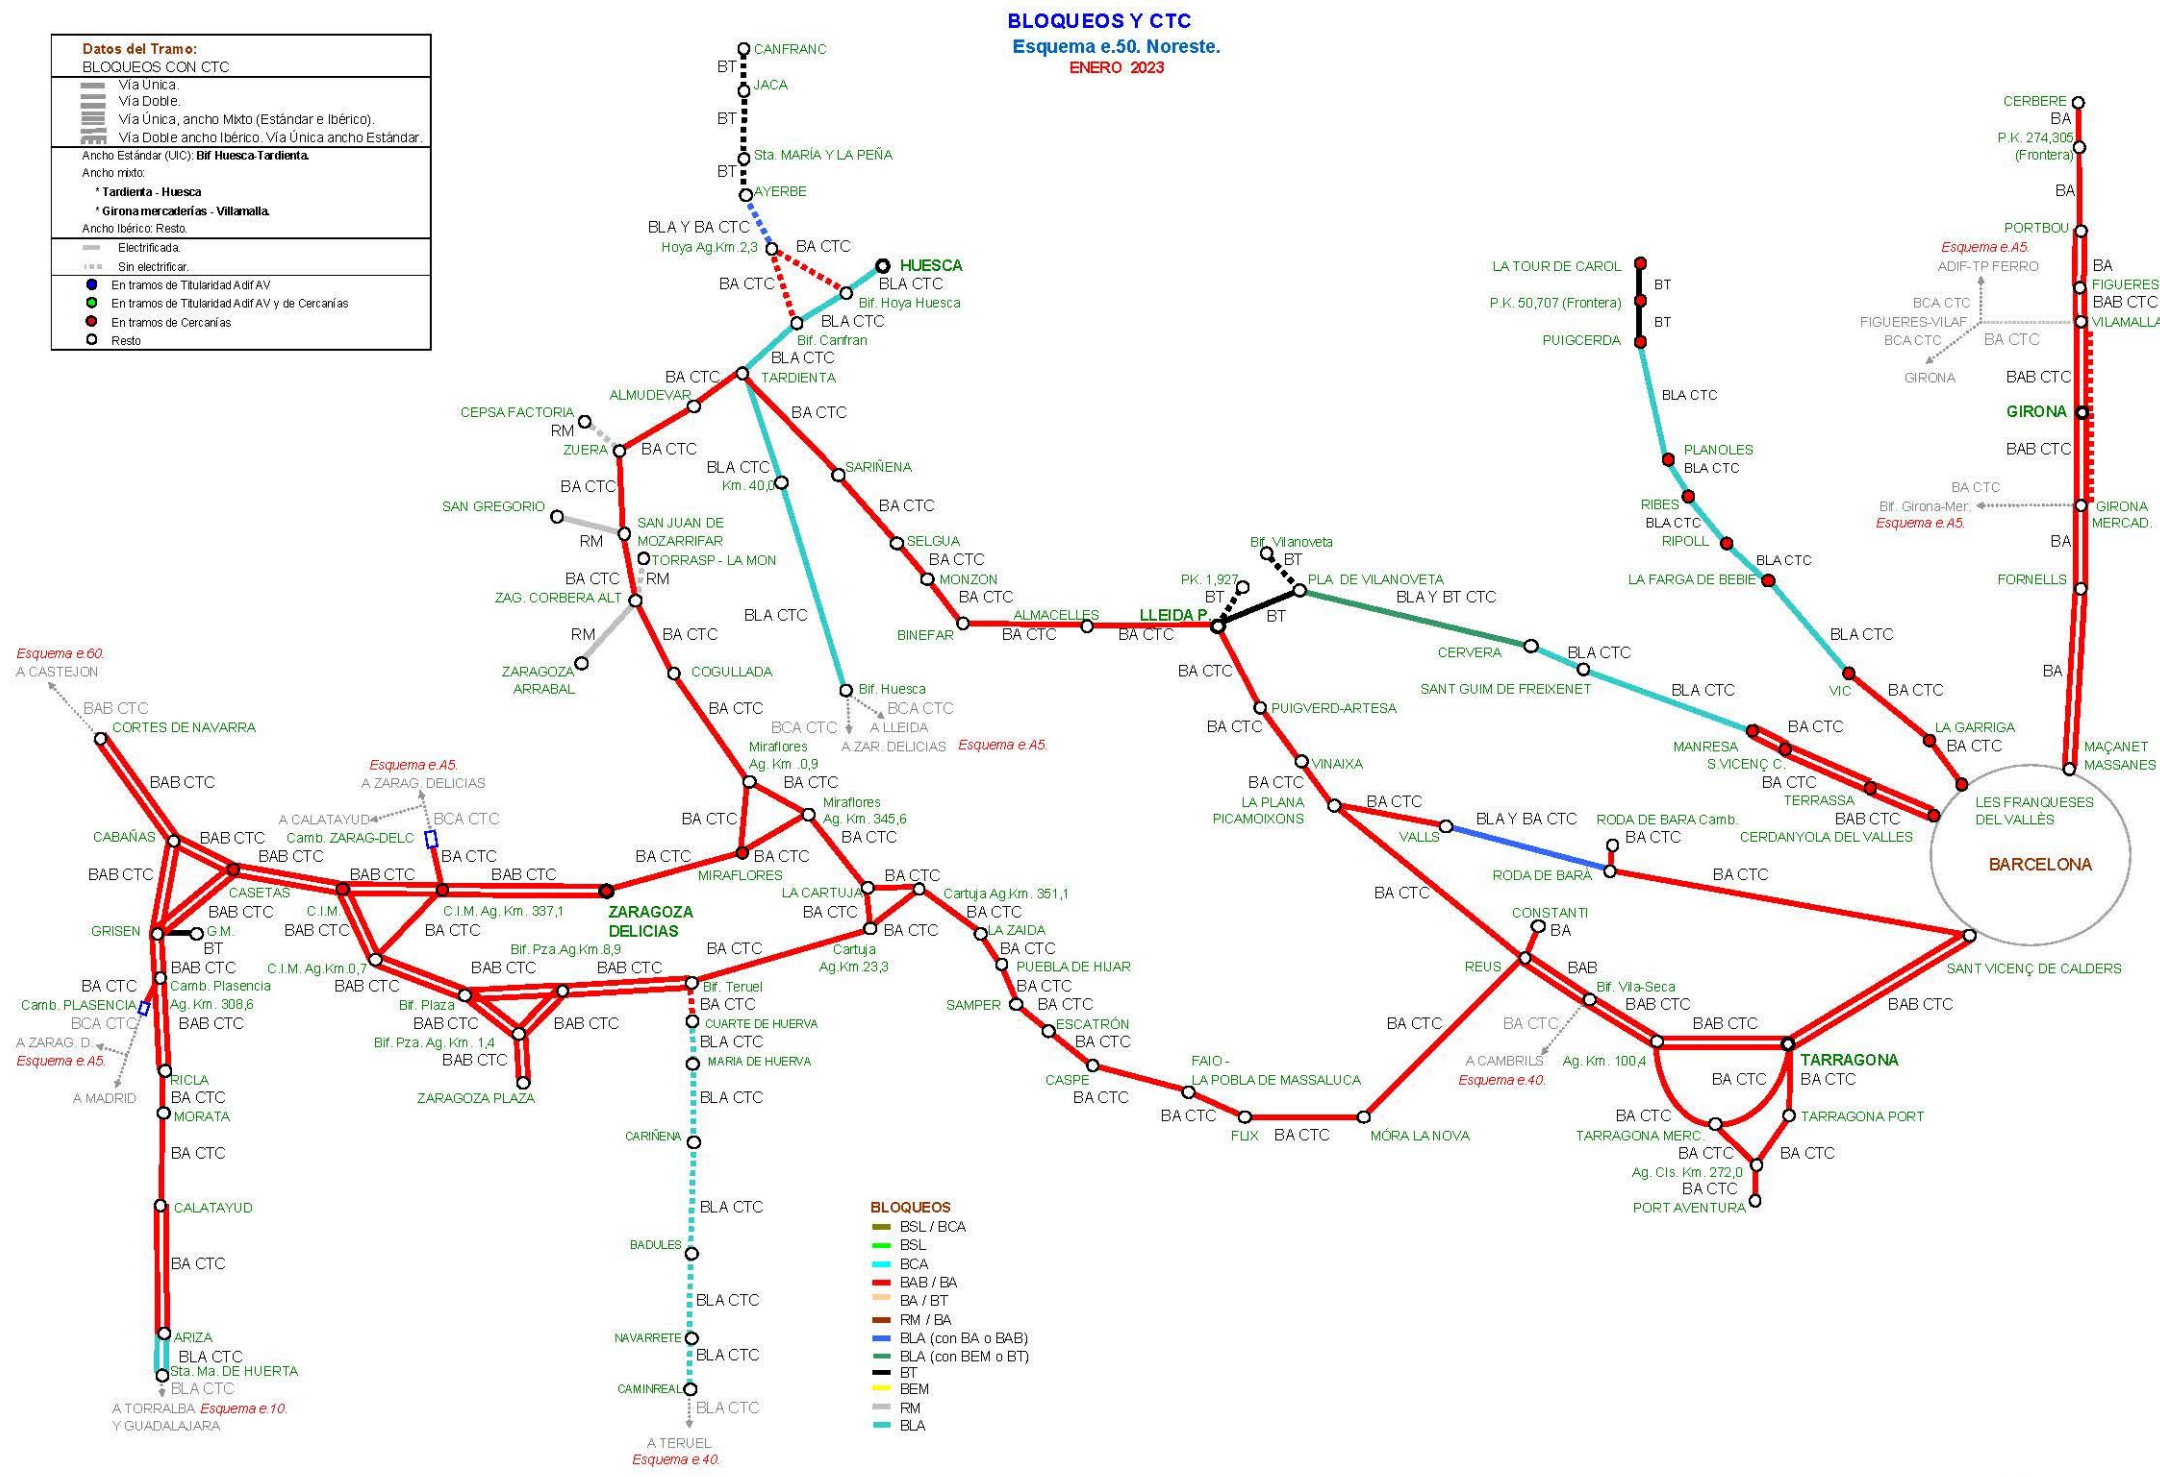 BLOQUEOS Y CTC
Esquema e.50. Noreste.
ENERO 2023
Datos del Tramo:
BLOQUEOS CON CTC
Vía Única.
Vía Doble.
Vía Única, ancho Mixto (Estándar e Ibérico).
Vía Doble ancho Ibérico. Vía Única ancho Estándar.
Ancho Estándar (UIC): Bif Huesca-Tardienta.
Ancho mixto:
* Tardienta - Huesca
* Girona mercaderías - Villamalla.
Ancho Ibérico: Resto.
Electrificada.
Sin electrificar.
En tramos de Titularidad Adif AV
En tramos de Titularidad Adif AV y de Cercanías
En tramos de Cercanías
Resto
CANFRANC
BT
JACA
BT
Sta. MARÍA Y LA PEÑA
BT
AYERBE
BLA Y BA CTC
Hoya Ag.Km.2,3
BA CTC
BA CTC
HUESCA
BLA CTC
Bif. Hoya Huesca
BLA CTC
Bif. Canfran
BLA CTC
TARDIENTA
BA CTC
ALMUDEVAR
BA CTC
CEPSA FACTORIA
RM
ZUERA
BA CTC
BA CTC
SAN GREGORIO
RM
SAN JUAN DE
MOZARRIFAR
TORRASP - LA MON
BA CTC
RM
ZAG. CORBERA ALT
RM
ZARAGOZA
ARRABAL
BA CTC
COGULLADA
BA CTC
BLA CTC
Km. 40,0
BLA CTC
Bif. Huesca
BCA CTC
BCA CTC
A LLEIDA
A ZAR. DELICIAS
Esquema e.A5.
SARIÑENA
BA CTC
SELGUA
BA CTC
MONZON
BA CTC
BINEFAR
BA CTC
ALMACELLES
BA CTC
LLEIDA P.
PK. 1,927
BT
Bif. Vilanoveta
BT
PLA DE VILANOVETA
BT
BLA Y BT CTC
CERVERA
BLA CTC
SANT GUIM DE FREIXENET
BLA CTC
MANRESA
BA CTC
S.VICENÇ C.
BA CTC
TERRASSA
BAB CTC
CERDANYOLA DEL VALLES
LA TOUR DE CAROL
BT
P.K. 50,707 (Frontera)
BT
PUIGCERDA
BLA CTC
PLANOLES
BLA CTC
RIBES
BLA CTC
RIPOLL
BLA CTC
LA FARGA DE BEBIE
BLA CTC
VIC
BA CTC
LA GARRIGA
BA CTC
LES FRANQUESES
DEL VALLÈS
BARCELONA
CERBERE
BA
P.K. 274,305
(Frontera)
BA
PORTBOU
BA
FIGUERES
BAB CTC
VILAMALLA
Esquema e.A5.
ADIF-TP FERRO
BCA CTC
FIGUERES-VILAF
BCA CTC
BA CTC
GIRONA
BAB CTC
GIRONA
BAB CTC
BA CTC
Bif. Girona-Mer.
Esquema e.A5.
GIRONA
MERCAD.
BA
FORNELLS
BA
MAÇANET
MASSANES
BA CTC
PUIGVERD-ARTESA
BA CTC
VINAIXA
BA CTC
LA PLANA
PICAMOIXONS
BA CTC
VALLS
BLA Y BA CTC
RODA DE BARA Camb.
BA CTC
RODA DE BARA
BA CTC
BA CTC
SANT VICENÇ DE CALDERS
BAB CTC
CONSTANTI
BA
REUS
BAB
Bif. Vila-Seca
BAB CTC
BA CTC
A CAMBRILS
Esquema e.40.
BAB CTC
Ag. Km. 100,4
TARRAGONA
BA CTC
BA CTC
TARRAGONA PORT
BA CTC
TARRAGONA MERC.
BA CTC
BA CTC
Ag. Cls. Km. 272,0
BA CTC
PORT AVENTURA
Esquema e.60.
A CASTEJON
BAB CTC
CORTES DE NAVARRA
BAB CTC
CABAÑAS
BAB CTC
BAB CTC
BAB CTC
CASETAS
BAB CTC
GRISEN
G.M.
BT
BAB CTC
Camb. Plasencia
Ag. Km. 308,6
BA CTC
Camb. PLASENCIA
BCA CTC
A ZARAG. D.
Esquema e.A5.
A MADRID
BAB CTC
RICLA
BA CTC
MORATA
BA CTC
CALATAYUD
BA CTC
ARIZA
BLA CTC
Sta. Ma. DE HUERTA
BLA CTC
A TORRALBA
Esquema e.10.
Y GUADALAJARA
Esquema e.A5.
A ZARAG. DELICIAS
A CALATAYUD
BCA CTC
Camb. ZARAG-DELC
BA CTC
BAB CTC
BAB CTC
C.I.M.
C.I.M. Ag. Km. 337,1
BAB CTC
BA CTC
C.I.M. Ag.Km.0,7
BAB CTC
ZARAGOZA
DELICIAS
BA CTC
Miraflores
Ag. Km .0,9
BA CTC
BA CTC
Miraflores
Ag. Km. 345,6
BA CTC
MIRAFLORES
BA CTC
LA CARTUJA
BA CTC
Cartuja Ag.Km. 351,1
BA CTC
BA CTC
Cartuja
Ag.Km.23,3
BA CTC
Bif. Pza.Ag.Km.8,9
BAB CTC
BAB CTC
Bif. Plaza
BAB CTC
BAB CTC
Bif. Pza. Ag. Km. 1,4
BAB CTC
ZARAGOZA PLAZA
Bif. Teruel
BA CTC
CUARTE DE HUERVA
BLA CTC
MARIA DE HUERVA
BLA CTC
CARIÑENA
BLA CTC
BADULES
BLA CTC
NAVARRETE
BLA CTC
CAMINREAL
BLA CTC
A TERUEL
Esquema e.40.
BA CTC
LA ZAIDA
BA CTC
PUEBLA DE HIJAR
BA CTC
SAMPER
BA CTC
ESCATRÓN
BA CTC
CASPE
BA CTC
FAIO -
LA POBLA DE MASSALUCA
BA CTC
FLIX
BA CTC
MÓRA LA NOVA
BA CTC
BLOQUEOS
BSL / BCA
BSL
BCA
BAB / BA
BA / BT
RM / BA
BLA (con BA o BAB)
BLA (con BEM o BT)
BT
BEM
RM
BLA